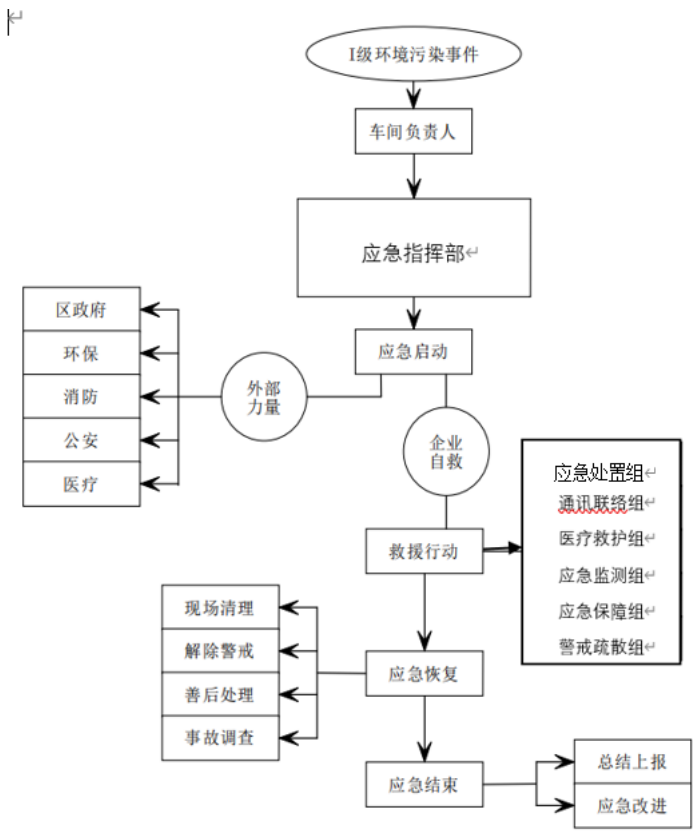 I级环境污染事件
车间负责人
应急指挥部
应急启动
区政府
环保
消防
公安
医疗
外部
力量
企业
自救
救援行动
应急处置组
通讯联络组
医疗救护组
应急监测组
应急保障组
警戒疏散组
现场清理
解除警戒
善后处理
事故调查
应急恢复
应急结束
总结上报
应急改进